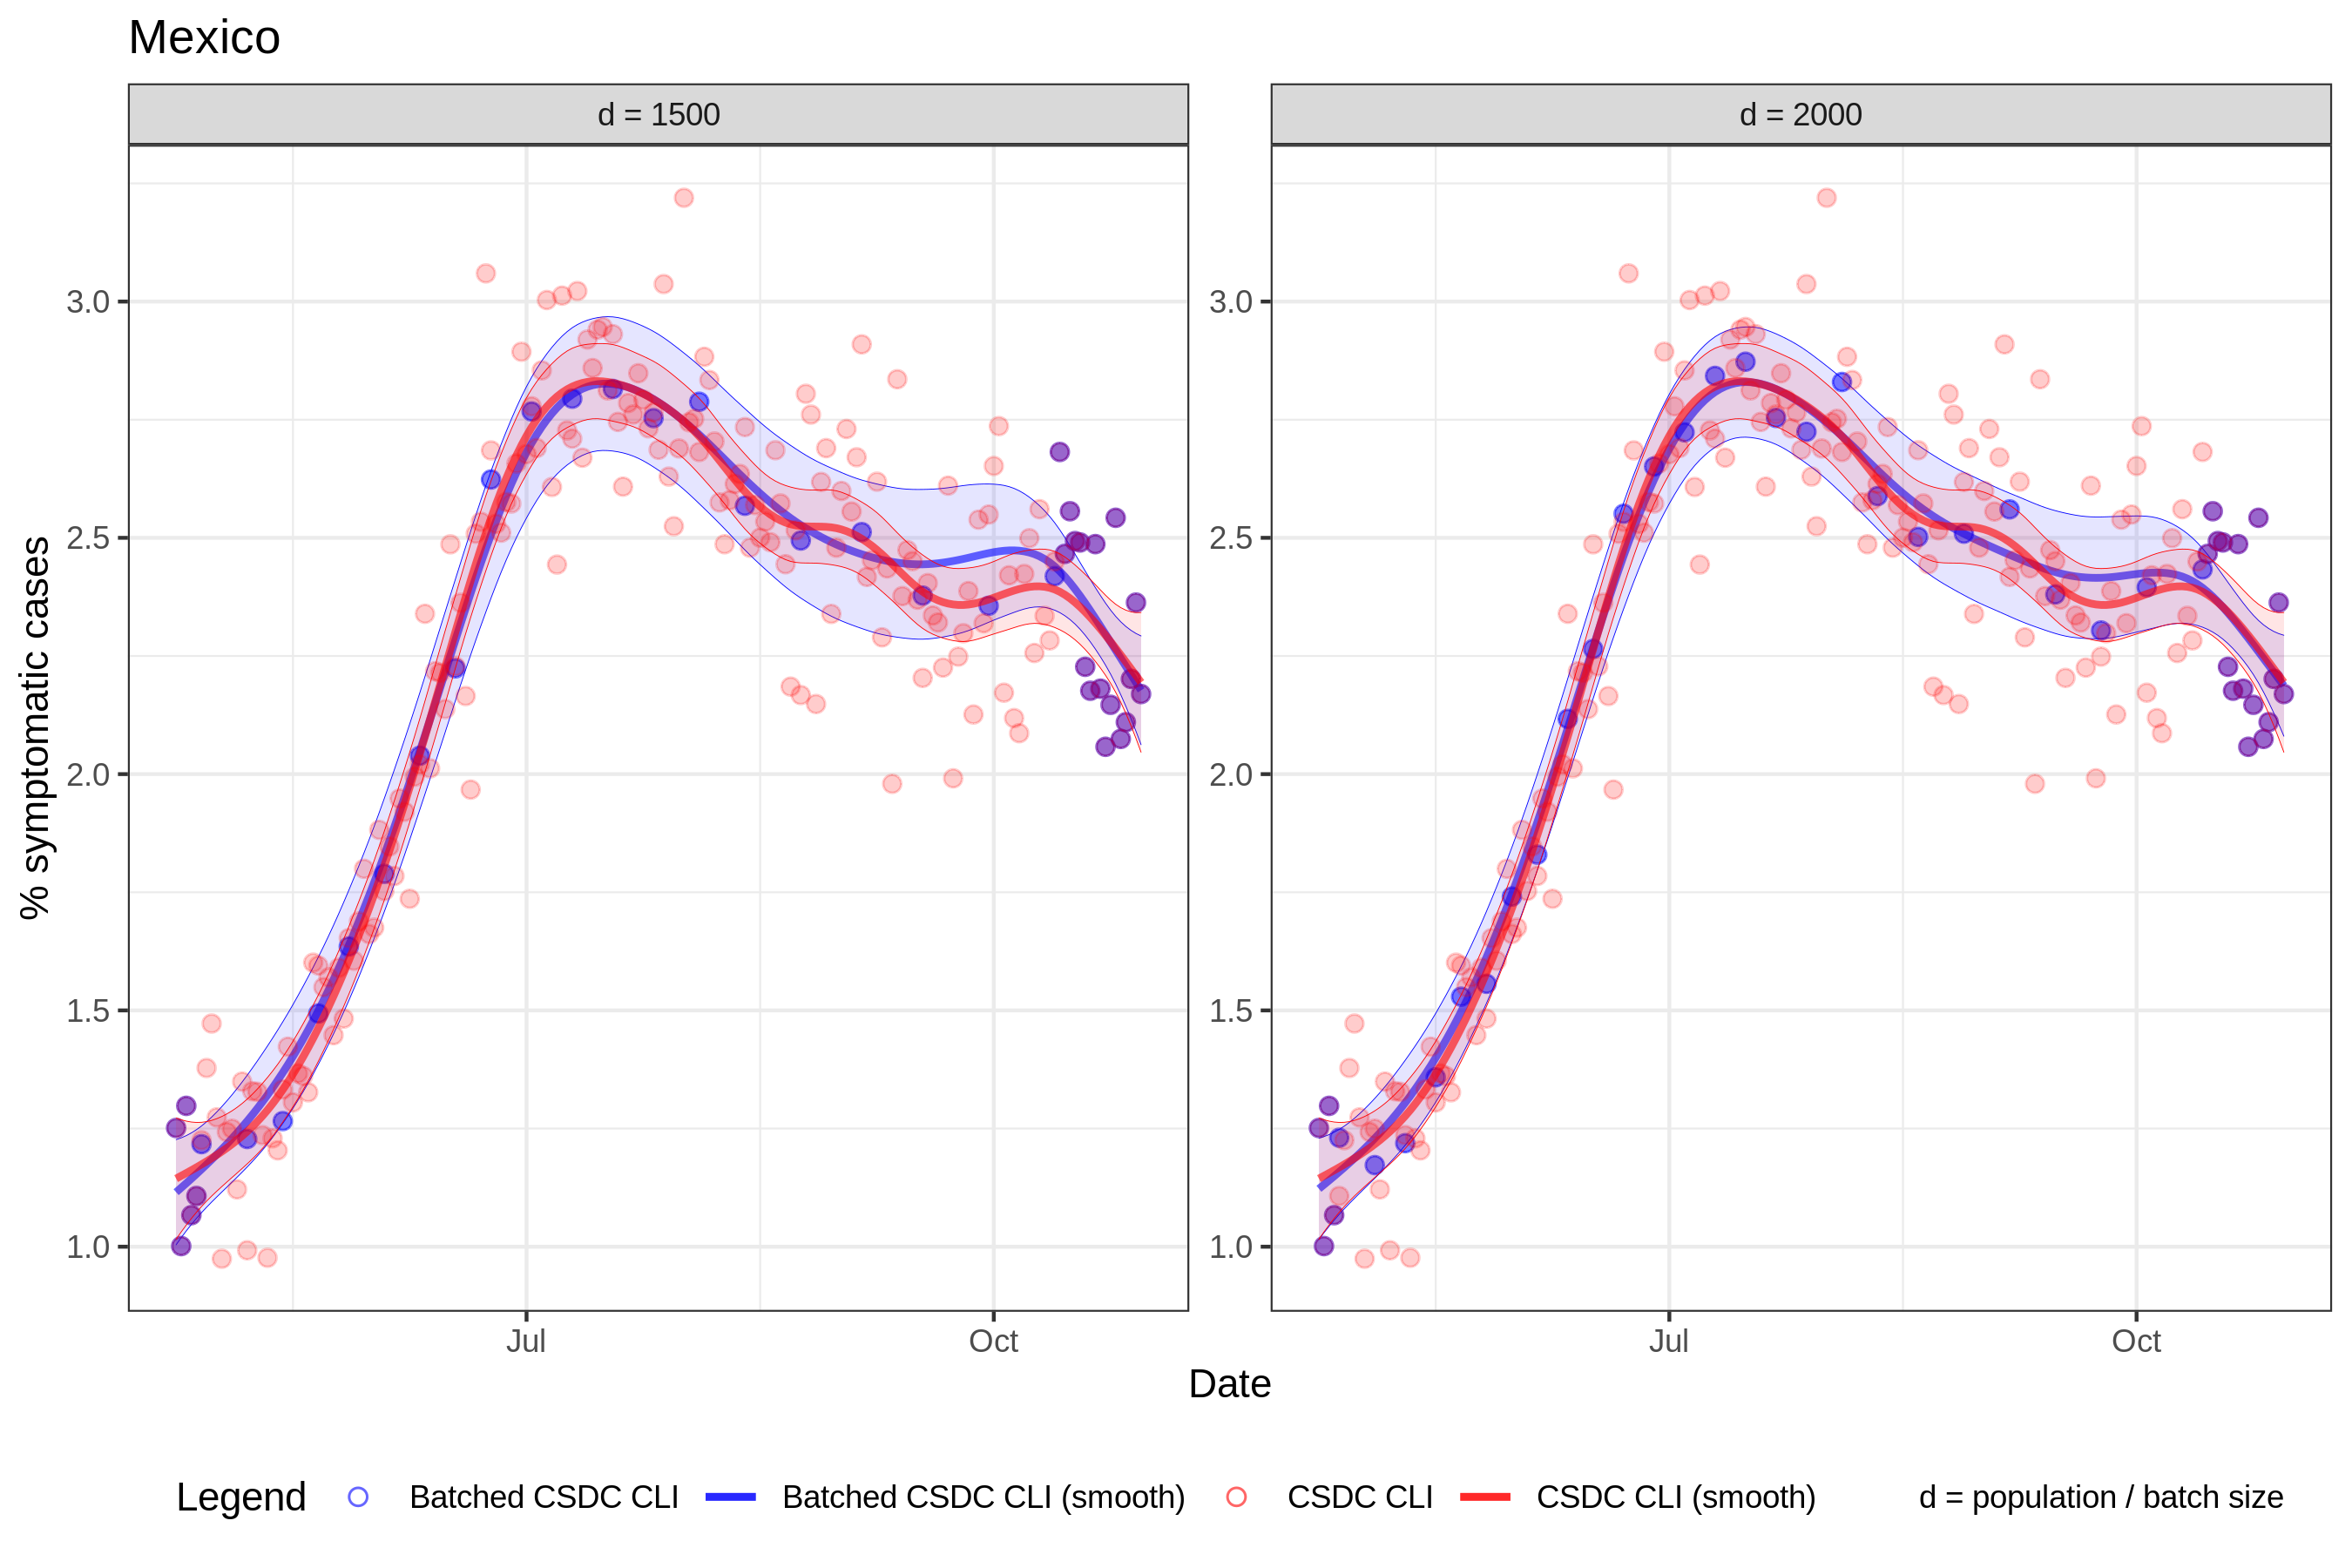 Mexico
d = 1500
d = 2000
% symptomatic cases
3.0
2.5
2.0
1.5
1.0
3.0
2.5
2.0
1.5
1.0
Jul
Oct
Jul
Oct
Date
Legend Batched CSDC CLI Batched CSDC CLI (smooth) CSDC CLI CSDC CLI (smooth) d = population / batch size